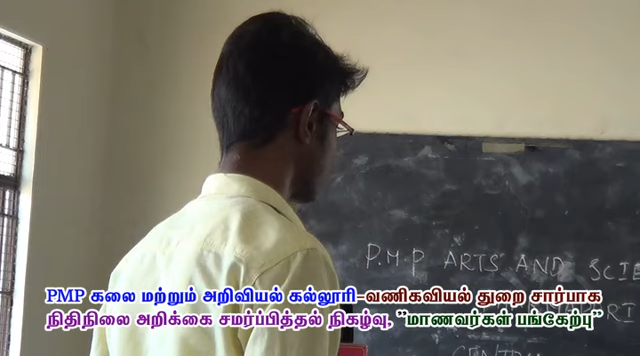 P.M.P ARTS AND SCIE
PMP கலை மற்றும் அறிவியல் கல்லூரி-வணிகவியல் துறை சார்பாக
நிதிநிலை அறிக்கை சமர்ப்பித்தல் நிகழ்வு, "மாணவர்கள் பங்கேற்பு"